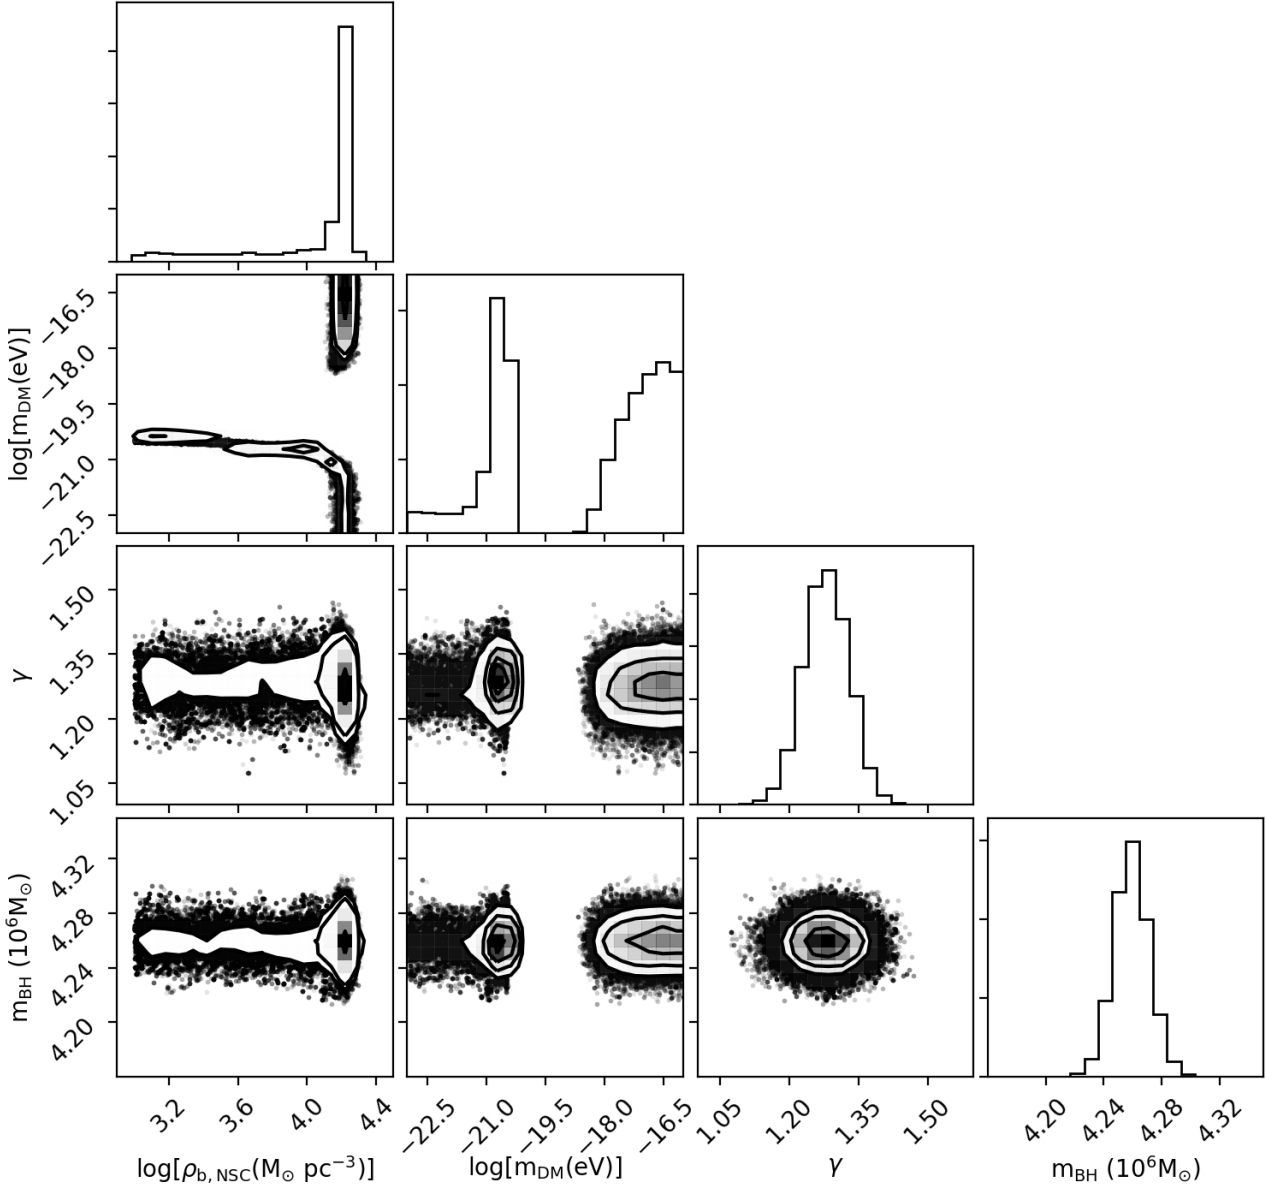 log[m_DM(eV)]
−16.5
−18.0
−19.5
−21.0
−22.5
γ
1.50
1.35
1.20
1.05
m_BH (10^6M_⊙)
4.32
4.28
4.24
4.20
3.2 3.6 4.0 4.4
−22.5 −21.0 −19.5 −18.0 −16.5
1.05 1.20 1.35 1.50
4.20 4.24 4.28 4.32
log[ρ_b,NSC(M_⊙ pc^−3)]
log[m_DM(eV)]
γ
m_BH (10^6M_⊙)